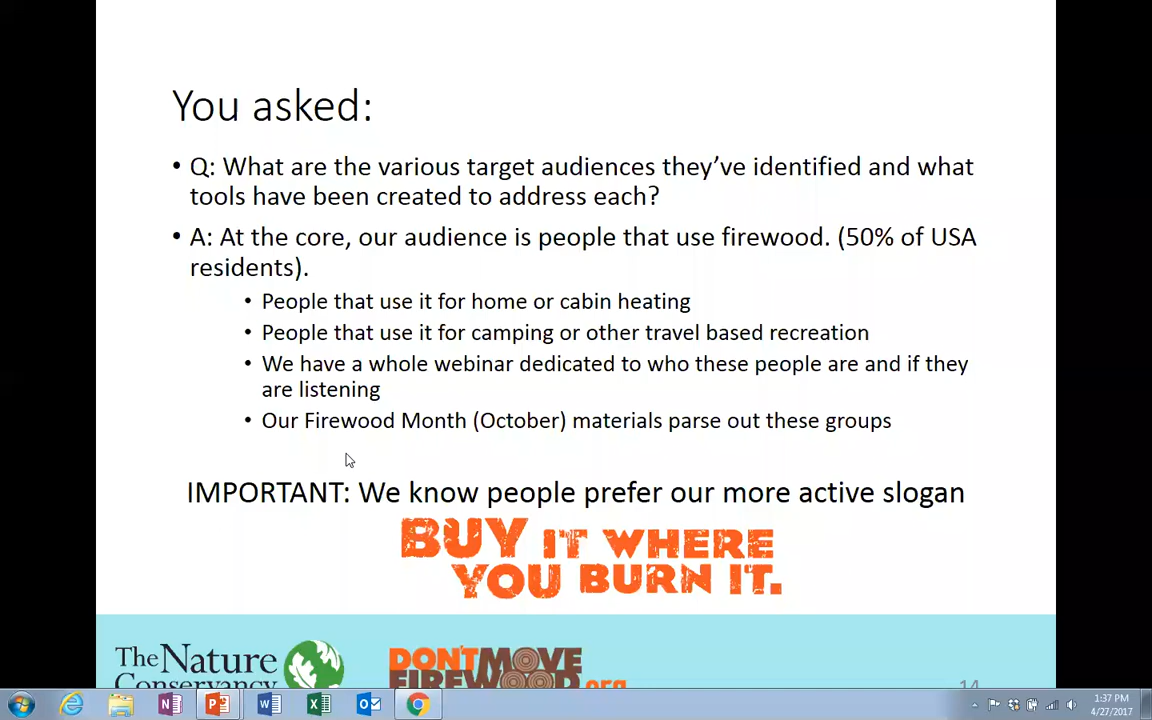 You asked:
• Q: What are the various target audiences they've identified and what
tools have been created to address each?
• A: At the core, our audience is people that use firewood. (50% of USA
residents).
• People that use it for home or cabin heating
• People that use it for camping or other travel based recreation
• We have a whole webinar dedicated to who these people are and if they
are listening
• Our Firewood Month (October) materials parse out these groups
IMPORTANT: We know people prefer our more active slogan
BUY IT WHERE
YOU BURN IT.
The Nature
Conservancy
DON'T MOVE
FIREWOOD.org
14
1:37 PM
4/27/2017